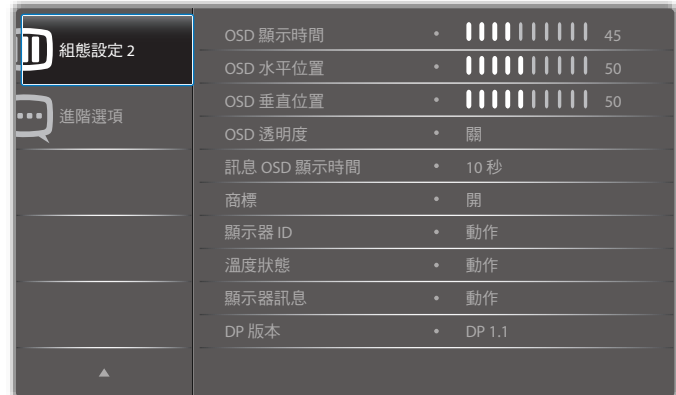 組態設定 2
進階選項
OSD 顯示時間 • 45
OSD 水平位置 • 50
OSD 垂直位置 • 50
OSD 透明度 • 關
訊息 OSD 顯示時間 • 10 秒
商標 • 開
顯示器 ID • 動作
溫度狀態 • 動作
顯示器訊息 • 動作
DP 版本 • DP 1.1